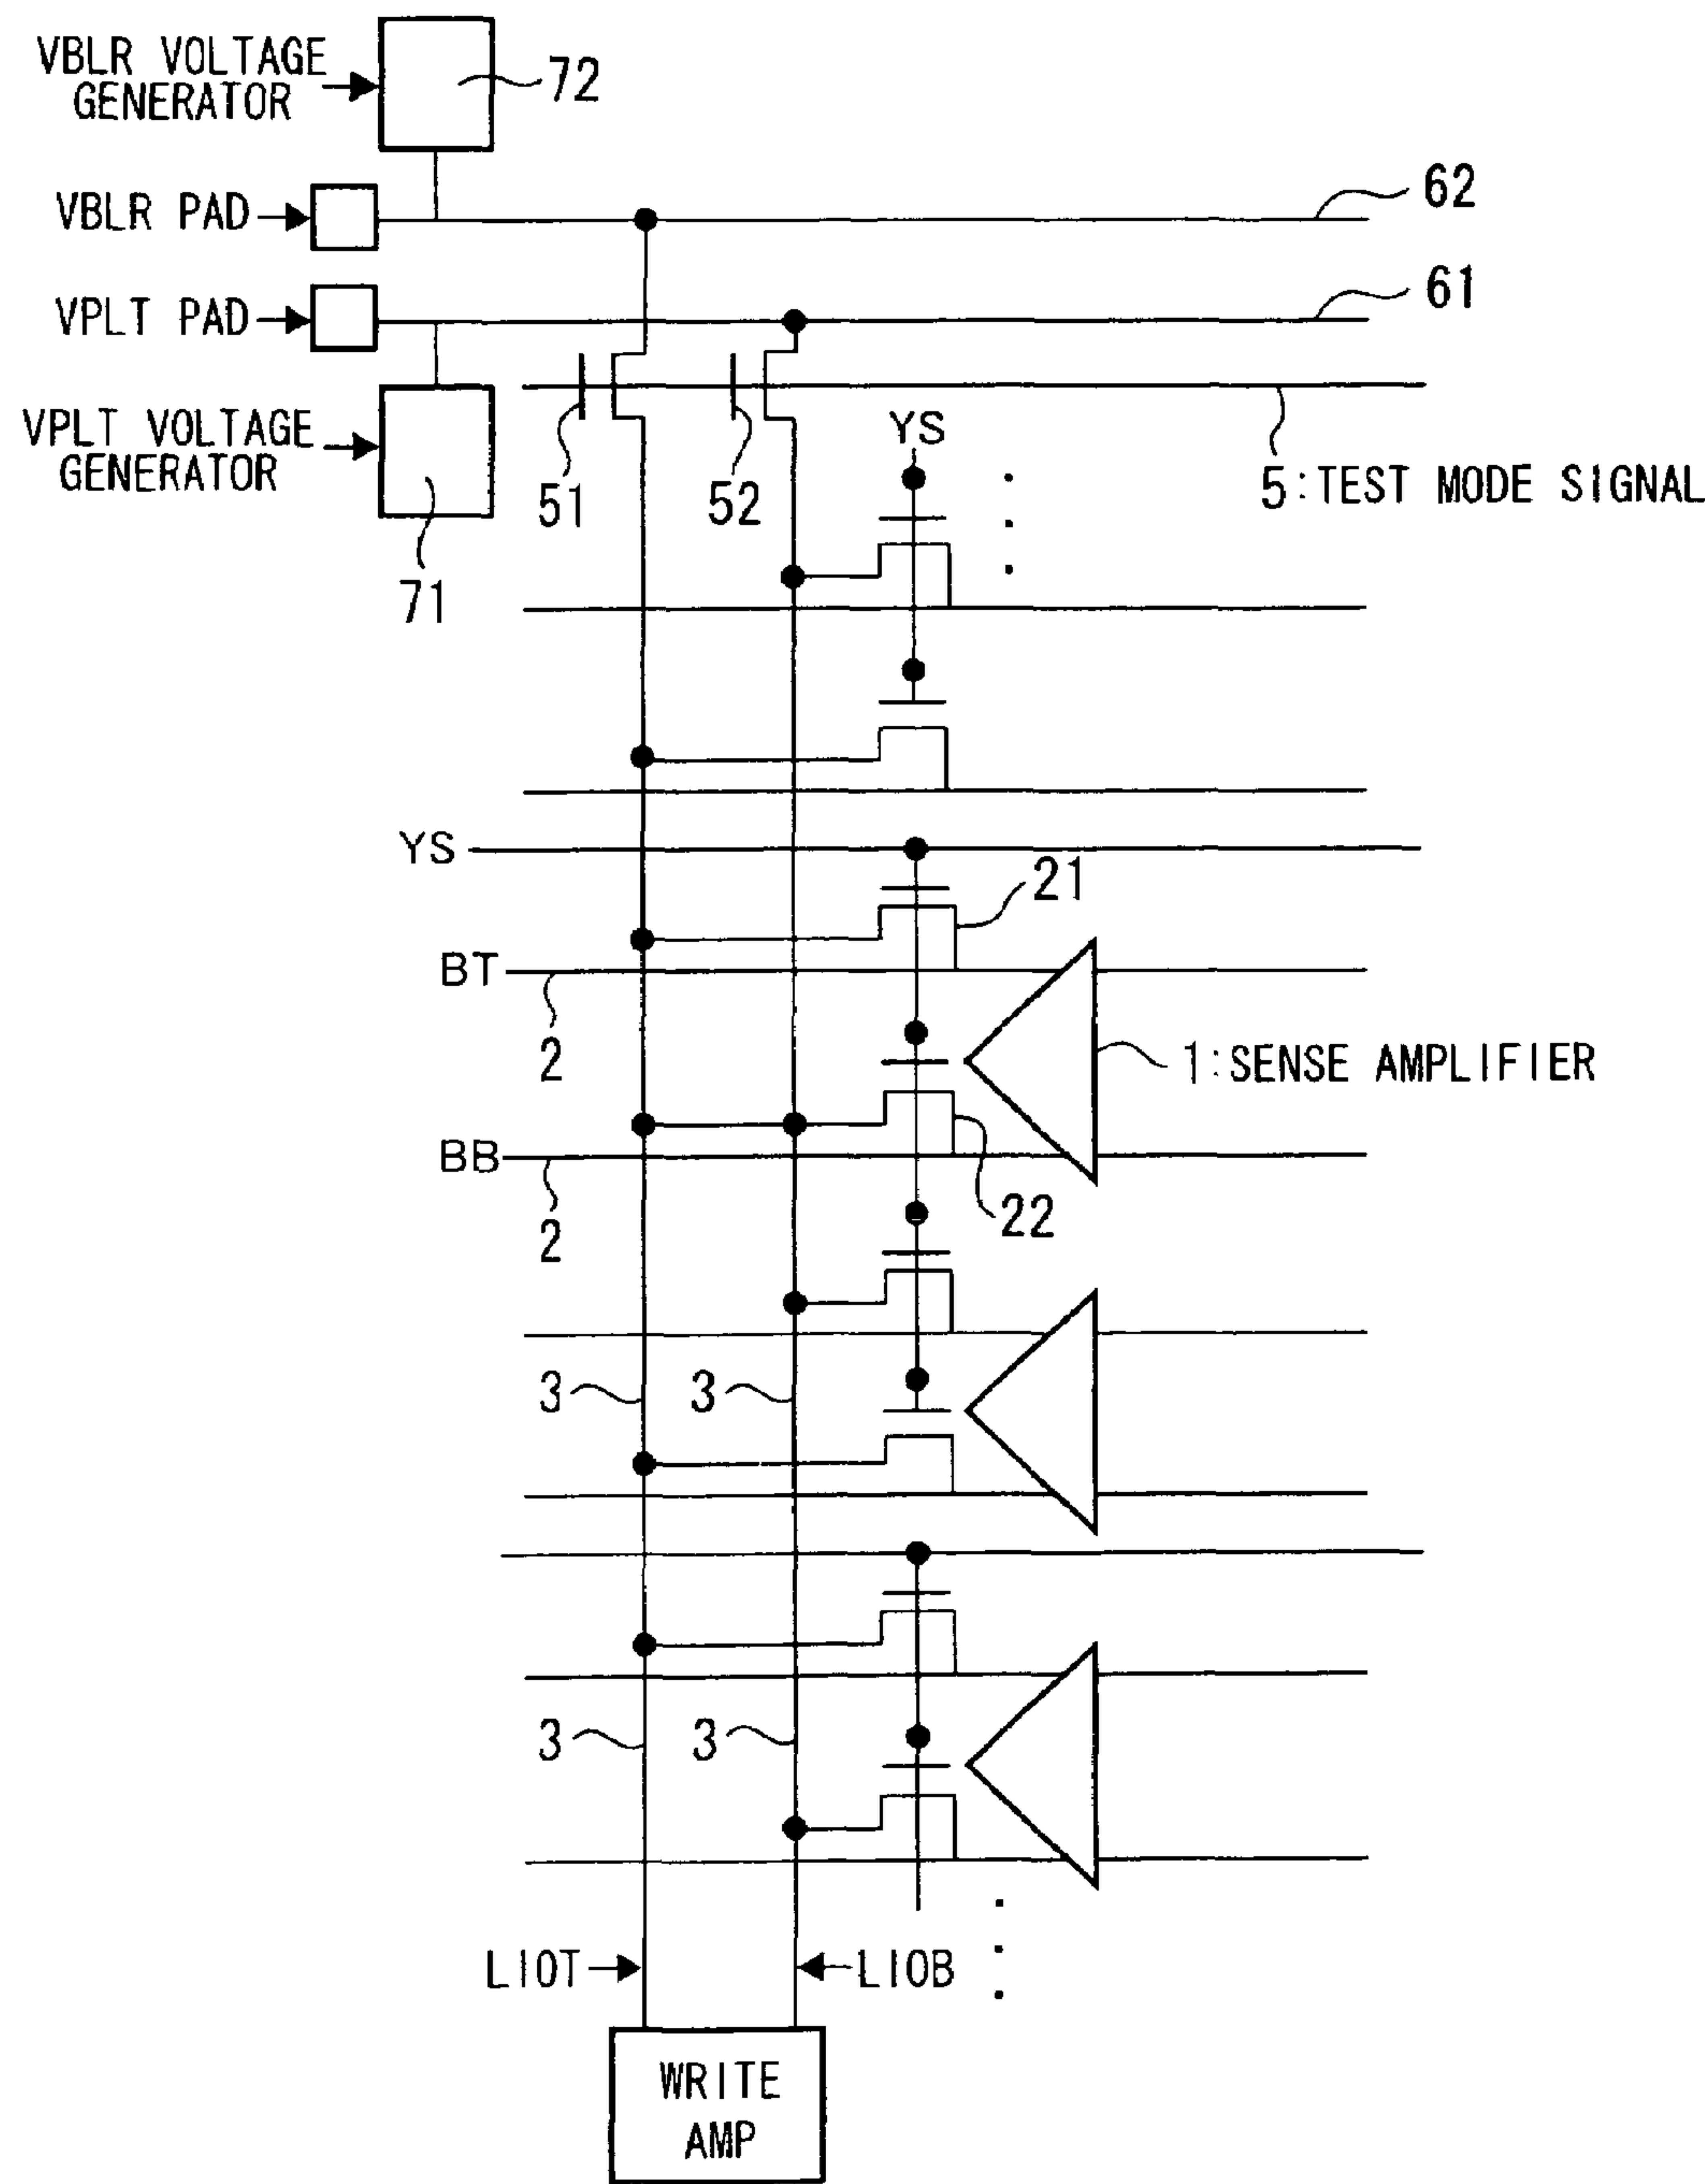 VBLR VOLTAGE
GENERATOR
72
VBLR PAD
62
VPLT PAD
61
VPLT VOLTAGE
GENERATOR
YS
51
52
5:TEST MODE SIGNAL
71
YS
21
BT
2
1:SENSE AMPLIFIER
BB
22
2
3
3
3
3
LIOT
LIOB
WRITE
AMP